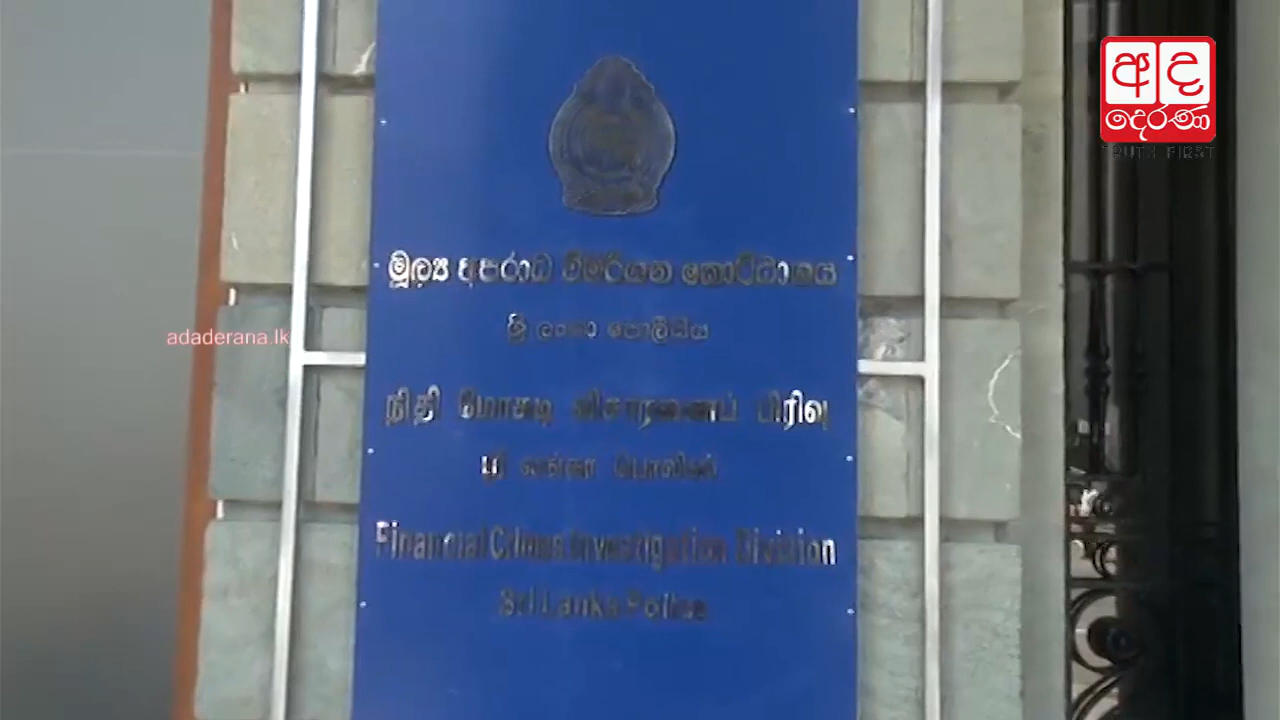 අද
දෙරණ
TRUTH FIRST
මූල්‍ය අපරාධ විමර්ශන කොට්ඨාශය
ශ්‍රී ලංකා පොලිසිය
adaderana.lk
நிதி மோசடி விசாரணைப் பிரிவு
ஸ்ரீ லங்கா பொலிஸ்
Financial Crimes Investigation Division
Sri Lanka Police